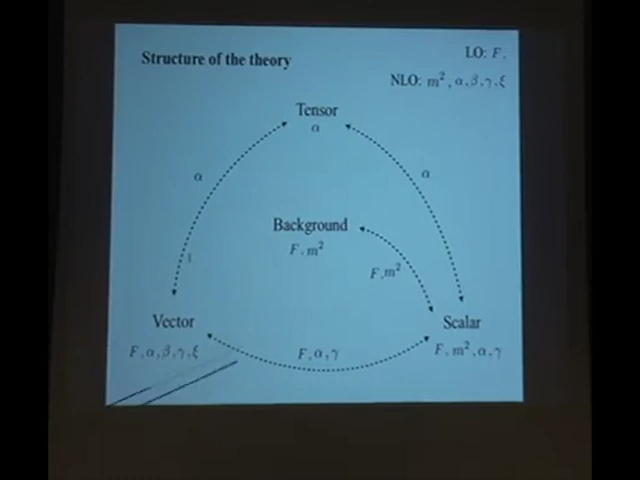 Structure of the theory
LO: F,
NLO: m², α, β, γ, ξ
Tensor
α
α
α
Background
F, m²
F, m²
Vector
F, α, β, γ, ξ
F, α, γ
Scalar
F, m², α, γ